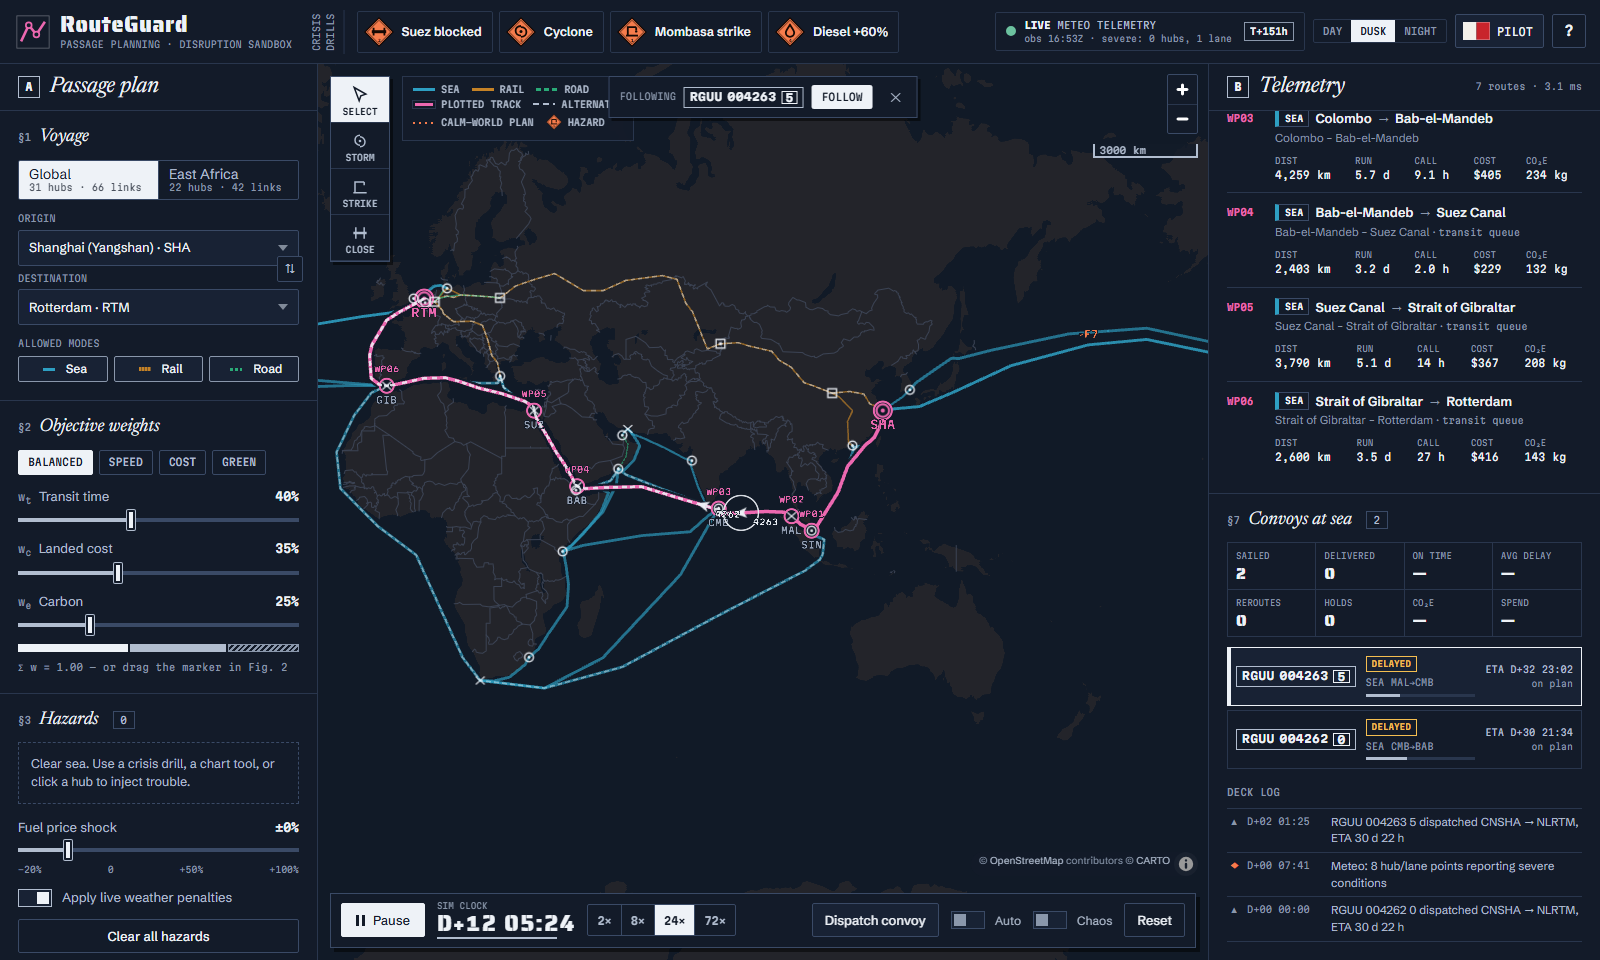 RouteGuard
PASSAGE PLANNING · DISRUPTION SANDBOX
CRISIS DRILLS
Suez blocked
Cyclone
Mombasa strike
Diesel +60%
LIVE METEO TELEMETRY
obs 16:53Z · severe: 0 hubs, 1 lane
T+151h
DAY DUSK NIGHT
PILOT
?
A Passage plan
§1 Voyage
Global
31 hubs · 66 links
East Africa
22 hubs · 42 links
ORIGIN
Shanghai (Yangshan) · SHA
DESTINATION
Rotterdam · RTM
ALLOWED MODES
Sea
Rail
Road
§2 Objective weights
BALANCED SPEED COST GREEN
wt Transit time 40%
wc Landed cost 35%
we Carbon 25%
Σ w = 1.00 — or drag the marker in Fig. 2
§3 Hazards 0
Clear sea. Use a crisis drill, a chart tool, or
click a hub to inject trouble.
Fuel price shock ±0%
−20% 0 +50% +100%
Apply live weather penalties
Clear all hazards
SELECT
STORM
STRIKE
CLOSE
SEA RAIL ROAD
PLOTTED TRACK
CALM-WORLD PLAN HAZARD
FOLLOWING RGUU 004263 5 FOLLOW
+
−
3000 km
RTM
WP06
GIB
WP05
WP04
BAB
WP03
CMB
4263
WP02
MAL
WP01
SIN
SHA
F7
© OpenStreetMap contributors © CARTO
Pause
SIM CLOCK
D+12 05:24
2× 8× 24× 72×
Dispatch convoy
Auto
Chaos
Reset
B Telemetry
7 routes · 3.1 ms
WP03 SEA Colombo → Bab-el-Mandeb
Colombo – Bab-el-Mandeb
DIST RUN CALL COST CO₂E
4,259 km 5.7 d 9.1 h $405 234 kg
WP04 SEA Bab-el-Mandeb → Suez Canal
Bab-el-Mandeb – Suez Canal · transit queue
DIST RUN CALL COST CO₂E
2,403 km 3.2 d 2.0 h $229 132 kg
WP05 SEA Suez Canal → Strait of Gibraltar
Suez Canal – Strait of Gibraltar · transit queue
DIST RUN CALL COST CO₂E
3,790 km 5.1 d 14 h $367 208 kg
WP06 SEA Strait of Gibraltar → Rotterdam
Strait of Gibraltar – Rotterdam · transit queue
DIST RUN CALL COST CO₂E
2,600 km 3.5 d 27 h $416 143 kg
§7 Convoys at sea 2
SAILED DELIVERED ON TIME AVG DELAY
2 0 — —
REROUTES HOLDS CO₂E SPEND
0 0 — —
RGUU 004263 5
DELAYED
SEA MAL→CMB
ETA D+32 23:02
on plan
RGUU 004262 0
DELAYED
SEA CMB→BAB
ETA D+30 21:34
on plan
DECK LOG
D+02 01:25 RGUU 004263 5 dispatched CNSHA → NLRTM,
ETA 30 d 22 h
D+00 07:41 Meteo: 8 hub/lane points reporting severe
conditions
D+00 00:00 RGUU 004262 0 dispatched CNSHA → NLRTM,
ETA 30 d 22 h